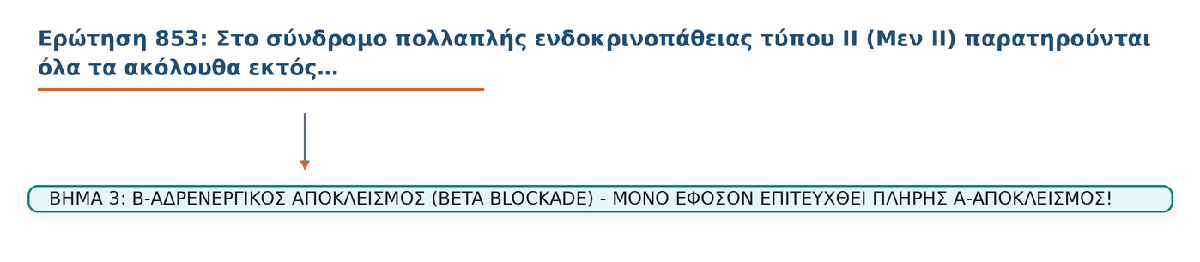 Ερώτηση 853: Στο σύνδρομο πολλαπλής ενδοκρινοπάθειας τύπου ΙΙ (Μεν ΙΙ) παρατηρούνται
όλα τα ακόλουθα εκτός...
ΒΗΜΑ 3: Β-ΑΔΡΕΝΕΡΓΙΚΟΣ ΑΠΟΚΛΕΙΣΜΟΣ (BETA BLOCKADE) - ΜΟΝΟ ΕΦΟΣΟΝ ΕΠΙΤΕΥΧΘΕΙ ΠΛΗΡΗΣ Α-ΑΠΟΚΛΕΙΣΜΟΣ!